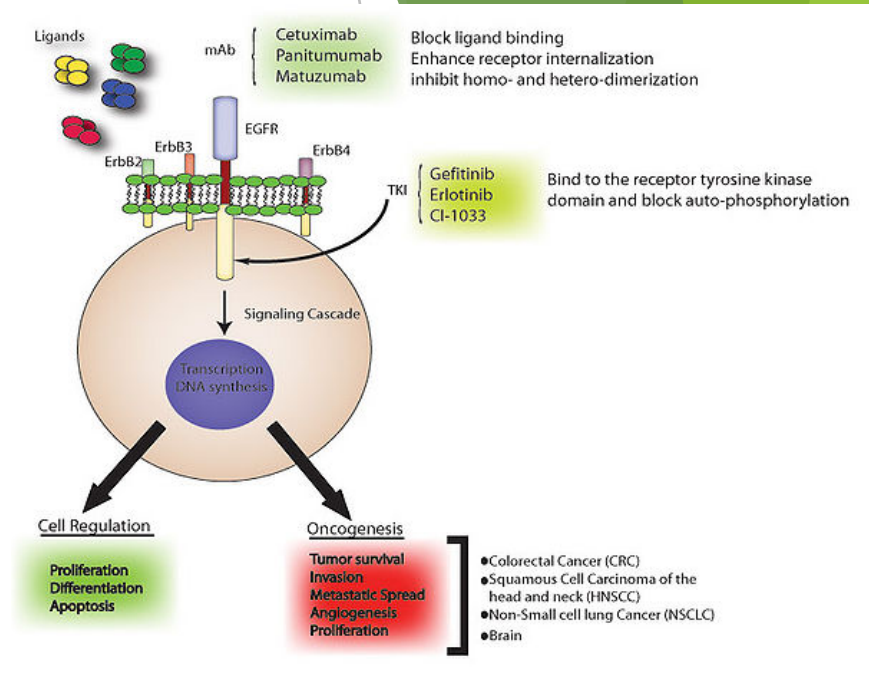 Ligands
mAb
Cetuximab
Panitumumab
Matuzumab
Block ligand binding
Enhance receptor internalization
inhibit homo- and hetero-dimerization
EGFR
ErbB2
ErbB3
ErbB4
TKI
Gefitinib
Erlotinib
CI-1033
Bind to the receptor tyrosine kinase
domain and block auto-phosphorylation
Signaling Cascade
Transcription
DNA synthesis
Cell Regulation
Proliferation
Differentiation
Apoptosis
Oncogenesis
Tumor survival
Invasion
Metastatic Spread
Angiogenesis
Proliferation
•Colorectal Cancer (CRC)
•Squamous Cell Carcinoma of the
head and neck (HNSCC)
•Non-Small cell lung Cancer (NSCLC)
•Brain